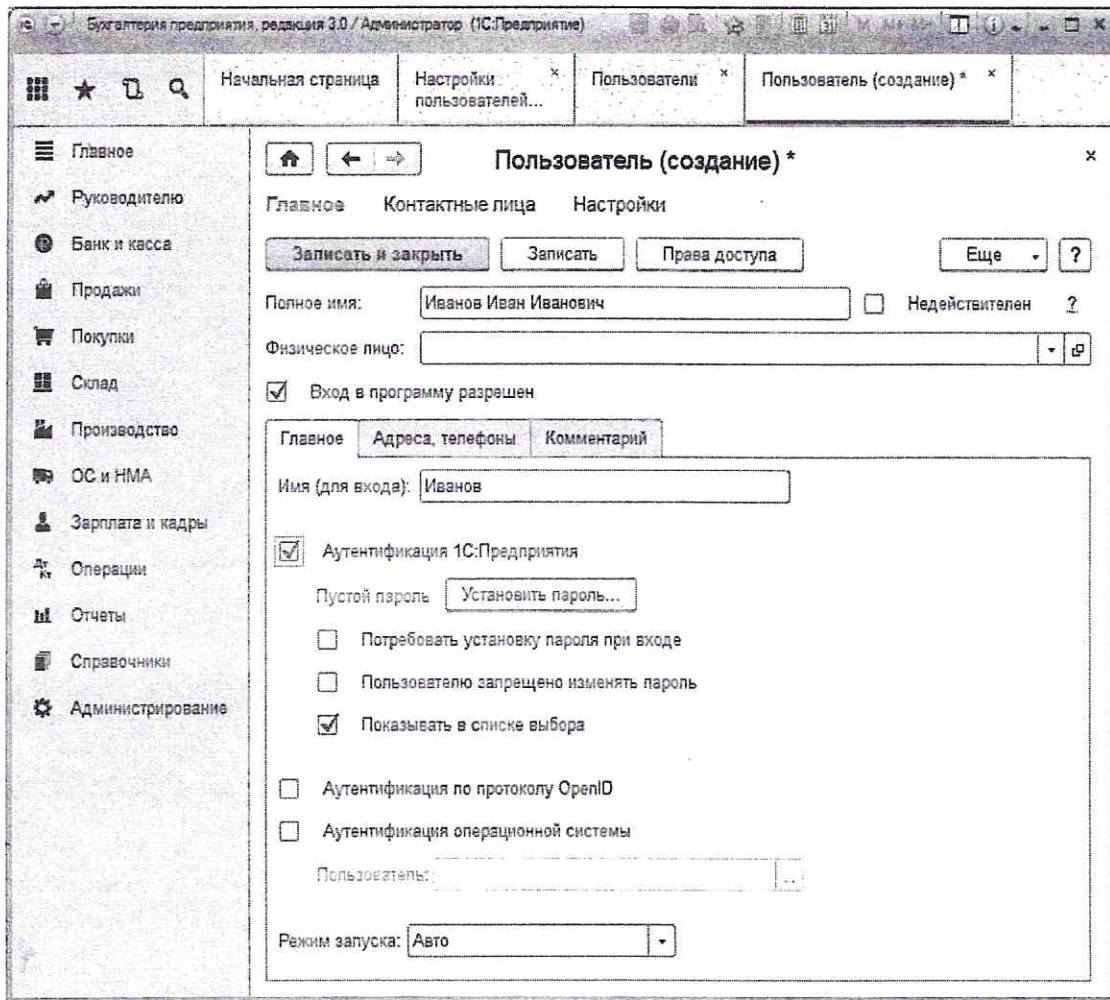 Бухгалтерия предприятия, редакция 3.0 / Администратор (1С:Предприятие)
M M+ M-
Начальная страница
Настройки пользователей...
Пользователи
Пользователь (создание) *
Главное
Руководителю
Банк и касса
Продажи
Покупки
Склад
Производство
ОС и НМА
Зарплата и кадры
Дт Кт Операции
Отчеты
Справочники
Администрирование
Пользователь (создание) *
Главное Контактные лица Настройки
Записать и закрыть Записать Права доступа Еще ?
Полное имя: Иванов Иван Иванович Недействителен ?
Физическое лицо:
Вход в программу разрешен
Главное Адреса, телефоны Комментарий
Имя (для входа): Иванов
Аутентификация 1С:Предприятия
Пустой пароль Установить пароль...
Потребовать установку пароля при входе
Пользователю запрещено изменять пароль
Показывать в списке выбора
Аутентификация по протоколу OpenID
Аутентификация операционной системы
Пользователь: ...
Режим запуска: Авто